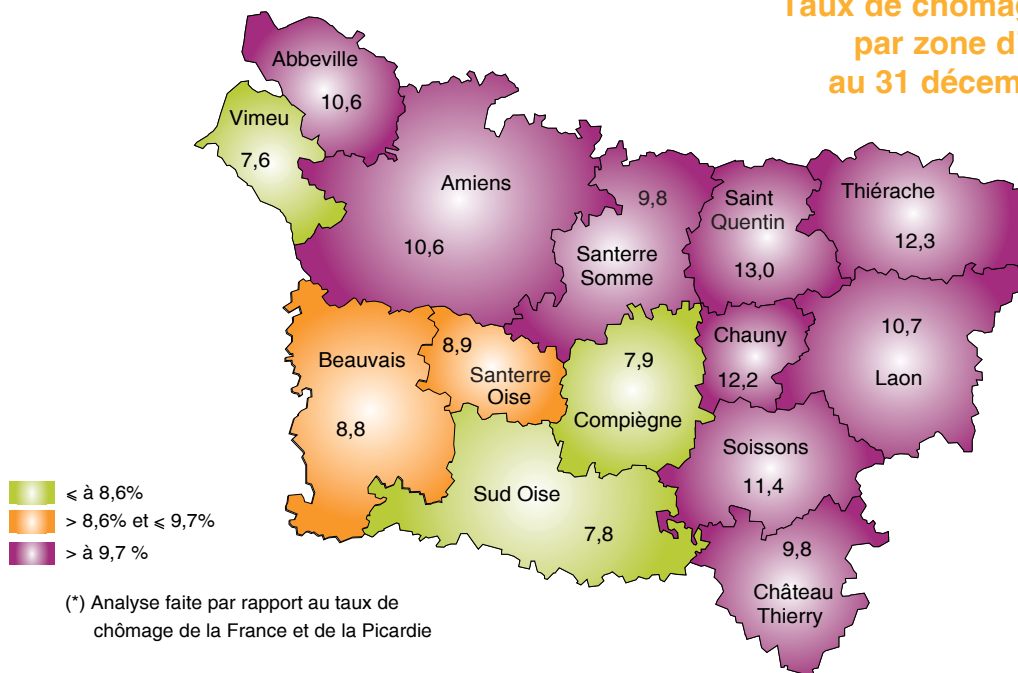 Taux de
par zone
au 31
Abbeville
10,6
Vimeu
7,6
Amiens
10,6
9,8
Santerre
Somme
Saint
Quentin
13,0
Thiérache
12,3
Beauvais
8,8
8,9
Santerre
Oise
7,9
Compiègne
Chauny
12,2
10,7
Laon
Soissons
11,4
Sud Oise
7,8
9,8
Château
Thierry
⩽ à 8,6%
> 8,6% et ⩽ 9,7%
> à 9,7 %
(*) Analyse faite par rapport au taux de
chômage de la France et de la Picardie